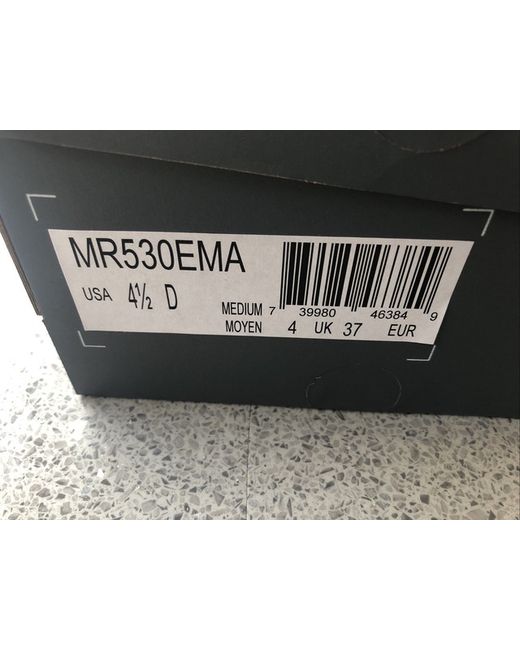 MR530EMA
USA 4½ D
MEDIUM 7 39980 46384 9
MOYEN 4 UK 37 EUR